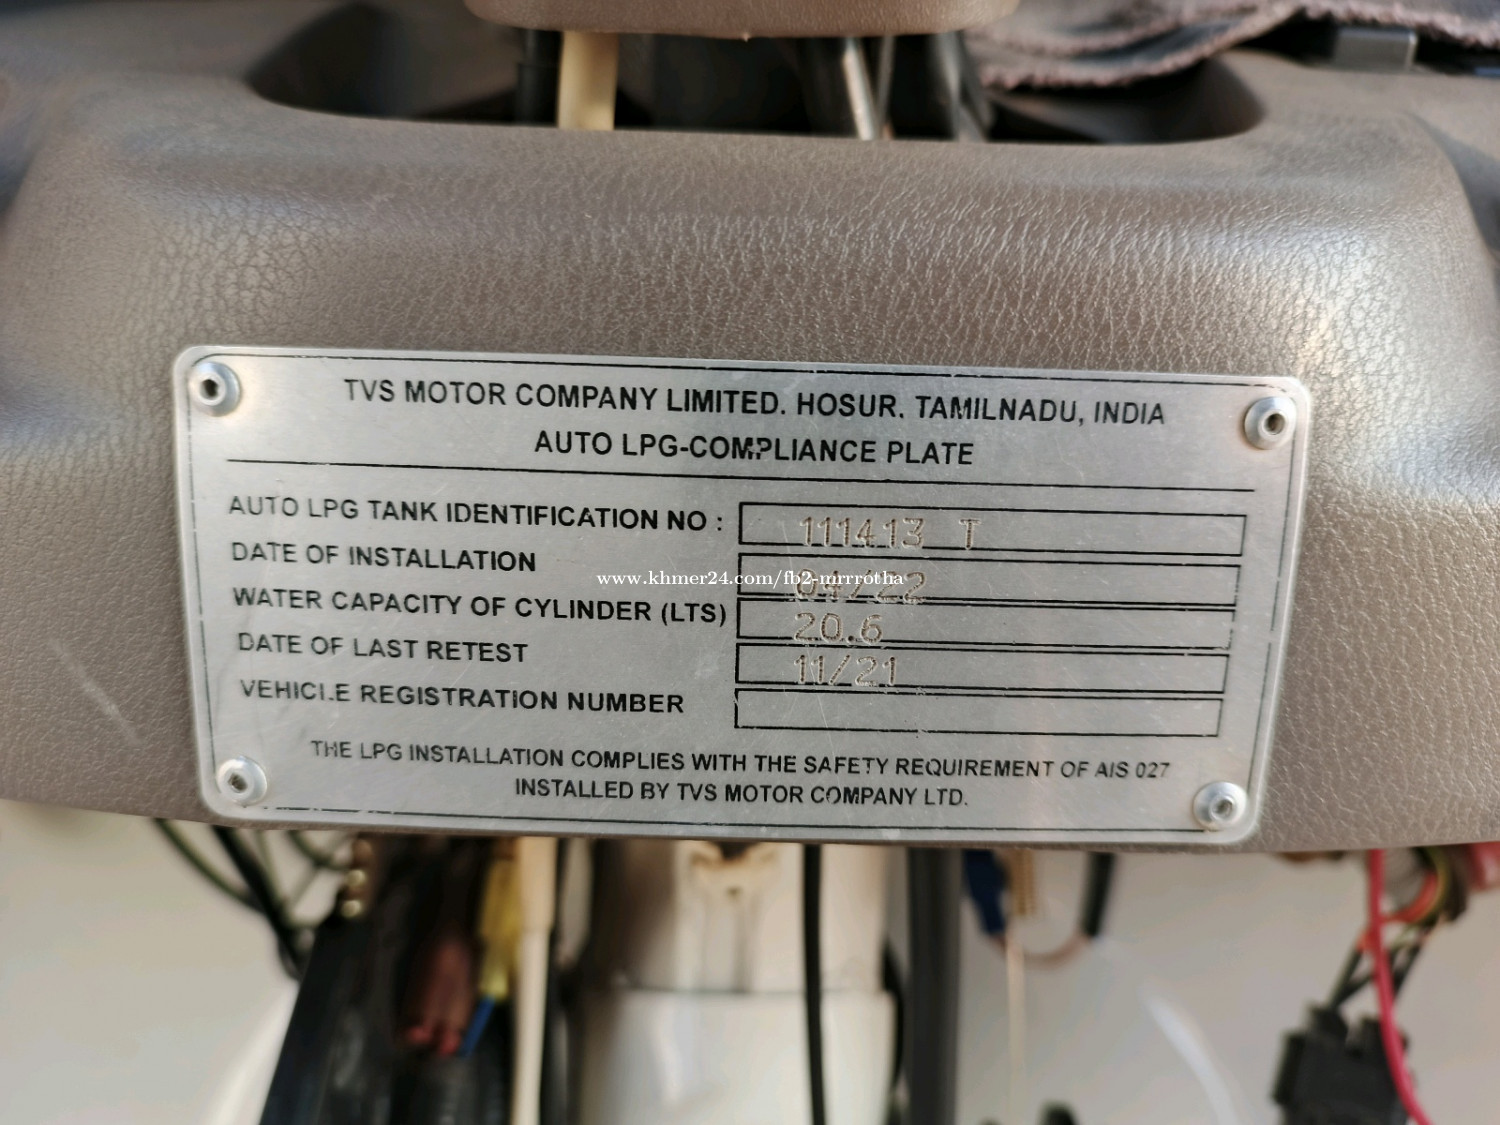 TVS MOTOR COMPANY LIMITED. HOSUR. TAMILNADU, INDIA
AUTO LPG-COMPLIANCE PLATE
AUTO LPG TANK IDENTIFICATION NO : 111413 T
DATE OF INSTALLATION 04/22
www.khmer24.com/fb2-mrrrotha
WATER CAPACITY OF CYLINDER (LTS) 20.6
DATE OF LAST RETEST 11/21
VEHICLE REGISTRATION NUMBER
THE LPG INSTALLATION COMPLIES WITH THE SAFETY REQUIREMENT OF AIS 027
INSTALLED BY TVS MOTOR COMPANY LTD.